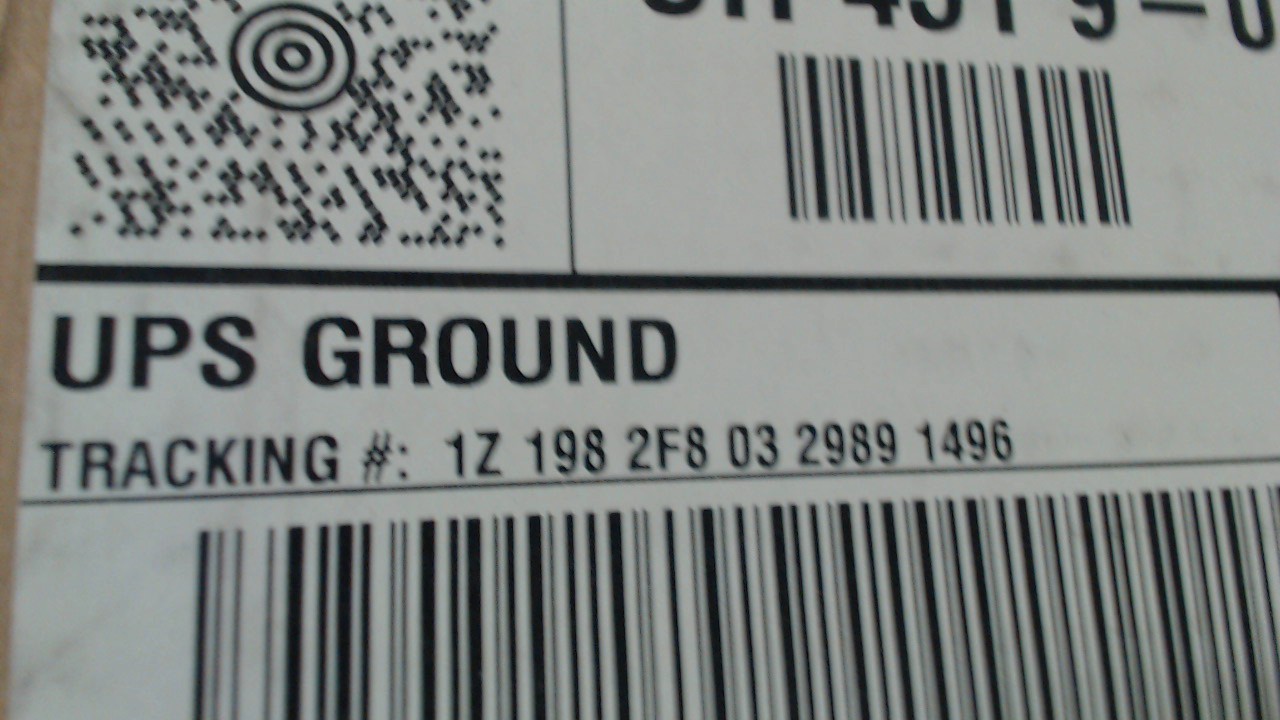 UPS GROUND
TRACKING #: 1Z 198 2F8 03 2989 1496